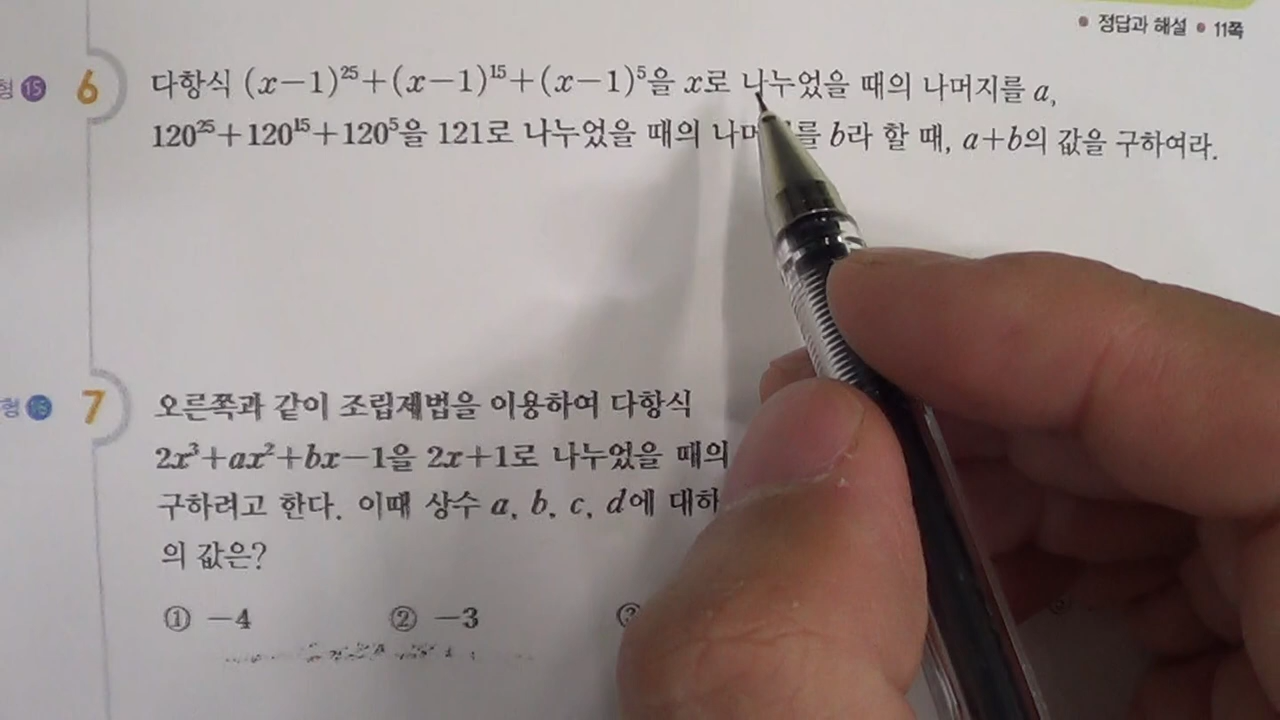 • 정답과 해설 • 11쪽
형 15 6 다항식 (x-1)²⁵+(x-1)¹⁵+(x-1)⁵을 x로 나누었을 때의 나머지를 a,
120²⁵+120¹⁵+120⁵을 121로 나누었을 때의 b라 할 때, a+b의 값을 구하여라.
형 7 오른쪽과 같이 조립제법을 이용하여 다항식
2x³+ax²+bx-1을 2x+1로 나누었을 때의
구하려고 한다. 이때 상수 a, b, c, d에 대하
의 값은?
① -4 ② -3 ③